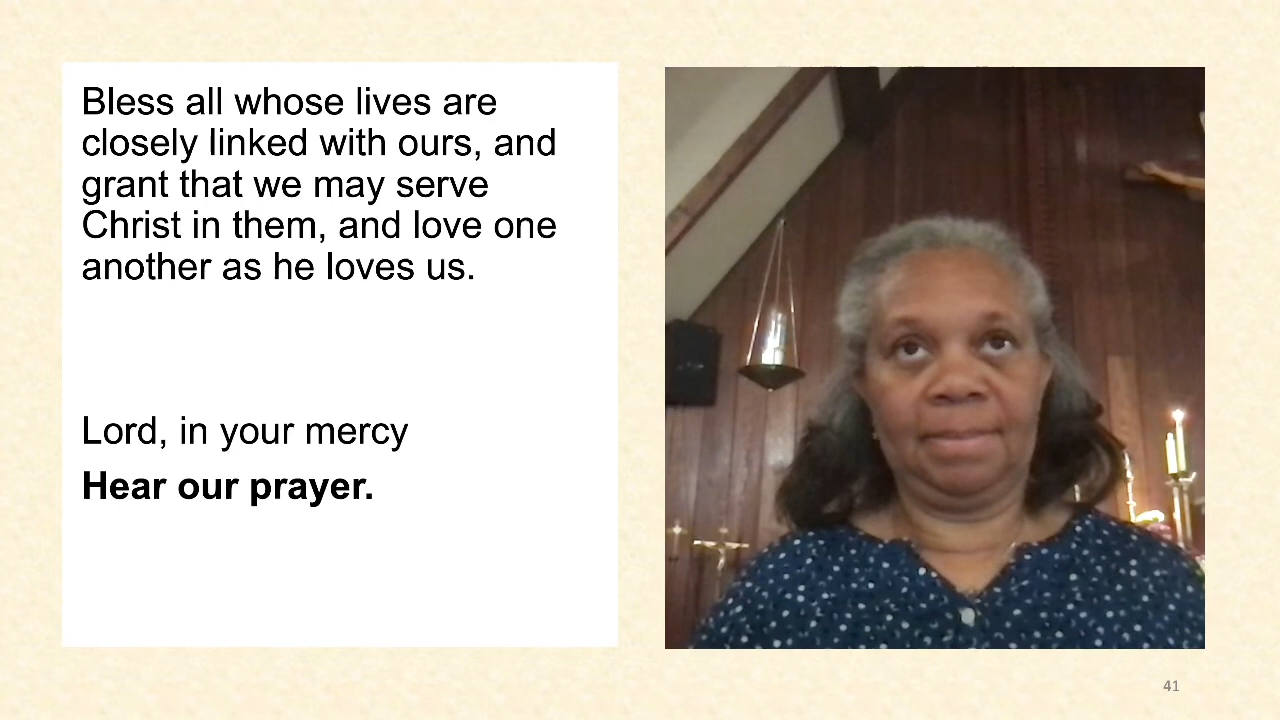 Bless all whose lives are
closely linked with ours, and
grant that we may serve
Christ in them, and love one
another as he loves us.
Lord, in your mercy
Hear our prayer.
41